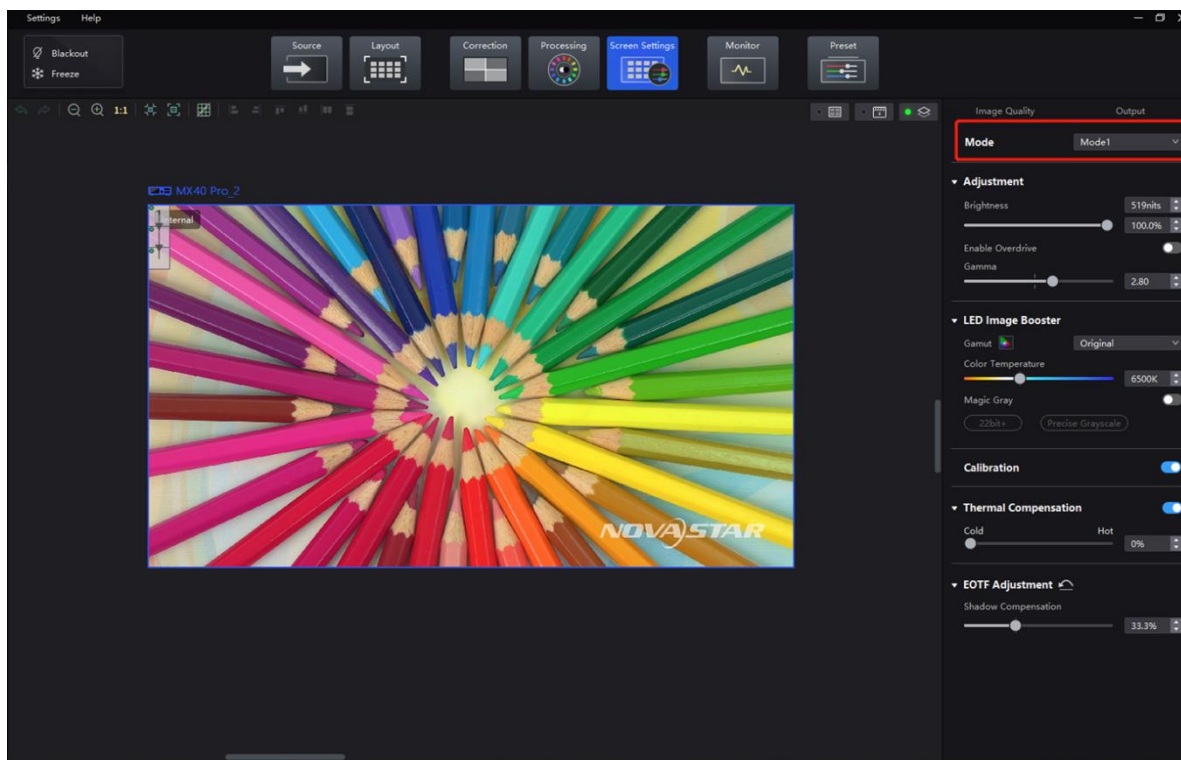 Settings Help
Blackout
Freeze
Source Layout Correction Processing Screen Settings Monitor Preset
1:1
Image Quality Output
Mode Mode1
MX40 Pro_2
Adjustment
Brightness 519nits
100.0%
Enable Overdrive
Gamma
2.80
NOVASTAR
LED Image Booster
Gamut Original
Color Temperature
6500K
Magic Gray
22bit+ Precise Grayscale
Calibration
Thermal Compensation
Cold Hot
0%
EOTF Adjustment
Shadow Compensation
33.3%